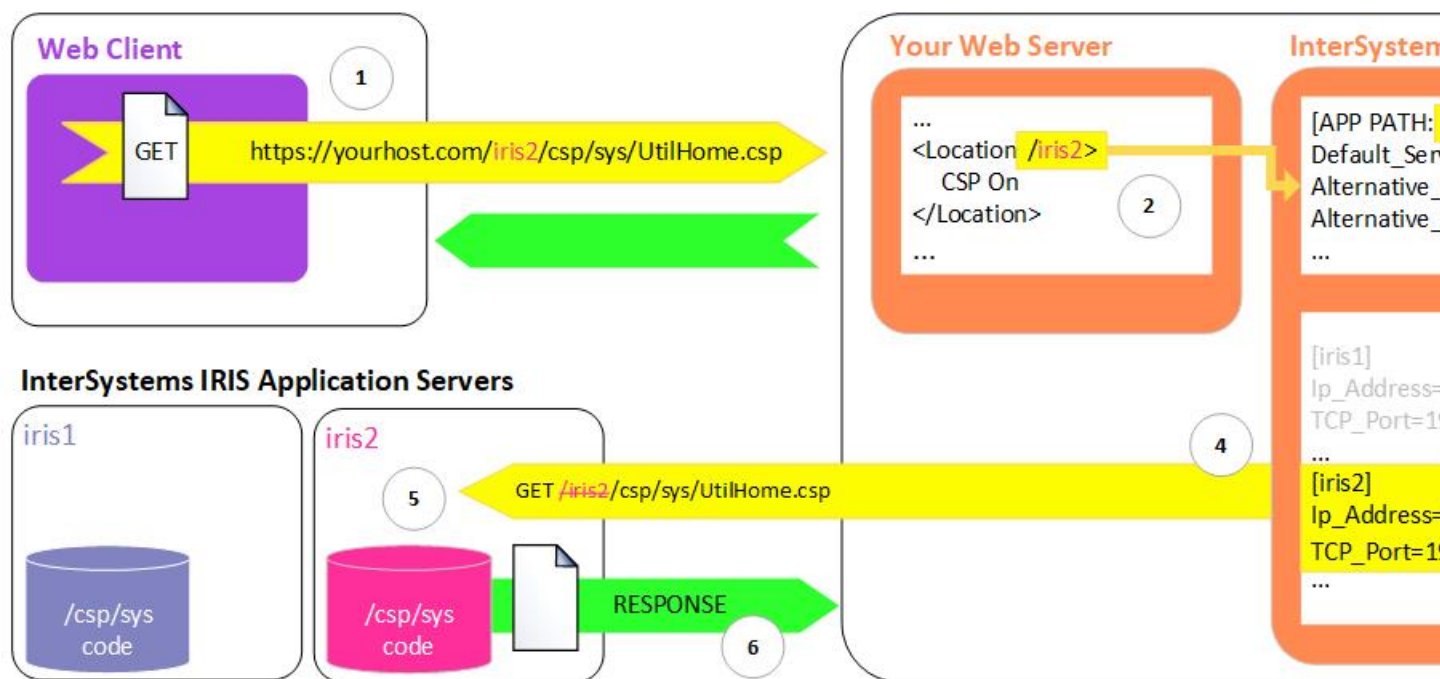 Web Client
1
GET
https://yourhost.com/iris2/csp/sys/UtilHome.csp
Your Web Server
...
<Location /iris2>
CSP On
</Location>
...
2
[APP PATH:
...
InterSystems IRIS Application Servers
iris1
/csp/sys
code
iris2
5
/csp/sys
code
GET /iris2/csp/sys/UtilHome.csp
4
RESPONSE
6
[iris1]
Ip_Address=
...
[iris2]
Ip_Address=
...